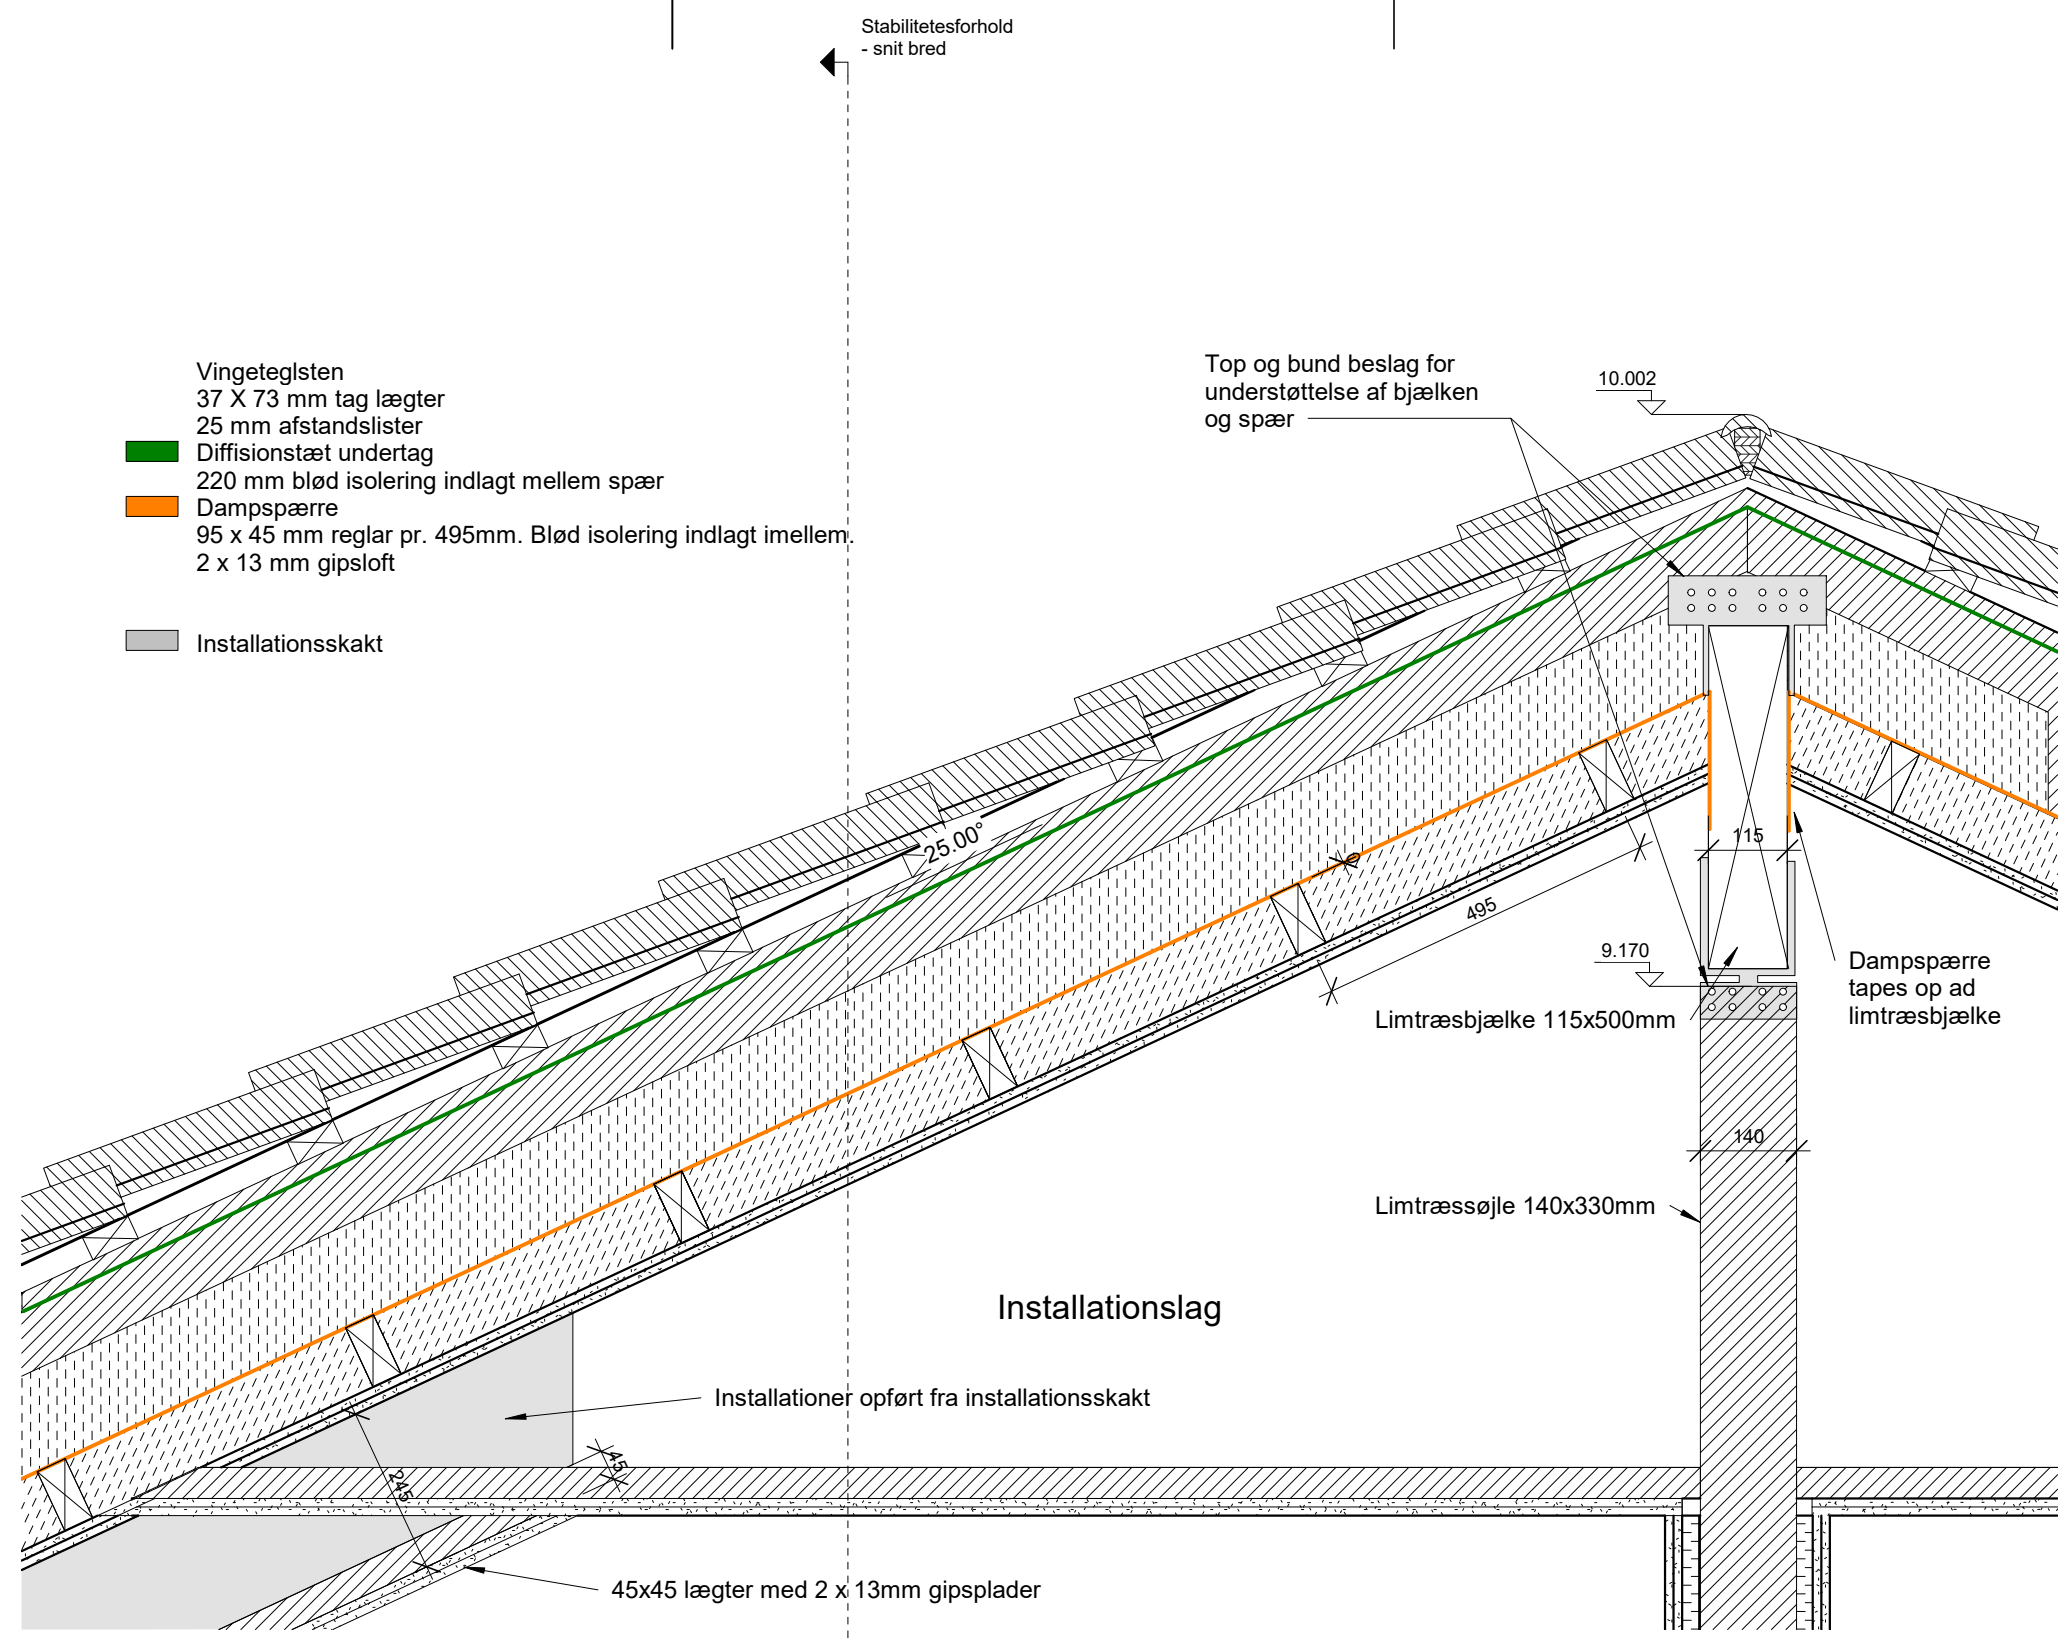 Stabilitetesforhold
- snit bred
Vingeteglsten
37 X 73 mm tag lægter
25 mm afstandslister
Diffisionstæt undertag
220 mm blød isolering indlagt mellem spær
Dampspærre
95 x 45 mm reglar pr. 495mm. Blød isolering indlagt imellem.
2 x 13 mm gipsloft
Installationsskakt
Top og bund beslag for
understøttelse af bjælken
og spær
10.002
25.00°
115
0
495
9.170
Dampspærre
tapes op ad
limtræsbjælke
Limtræsbjælke 115x500mm
140
Limtræssøjle 140x330mm
Installationslag
Installationer opført fra installationsskakt
45
245
45x45 lægter med 2 x 13mm gipsplader